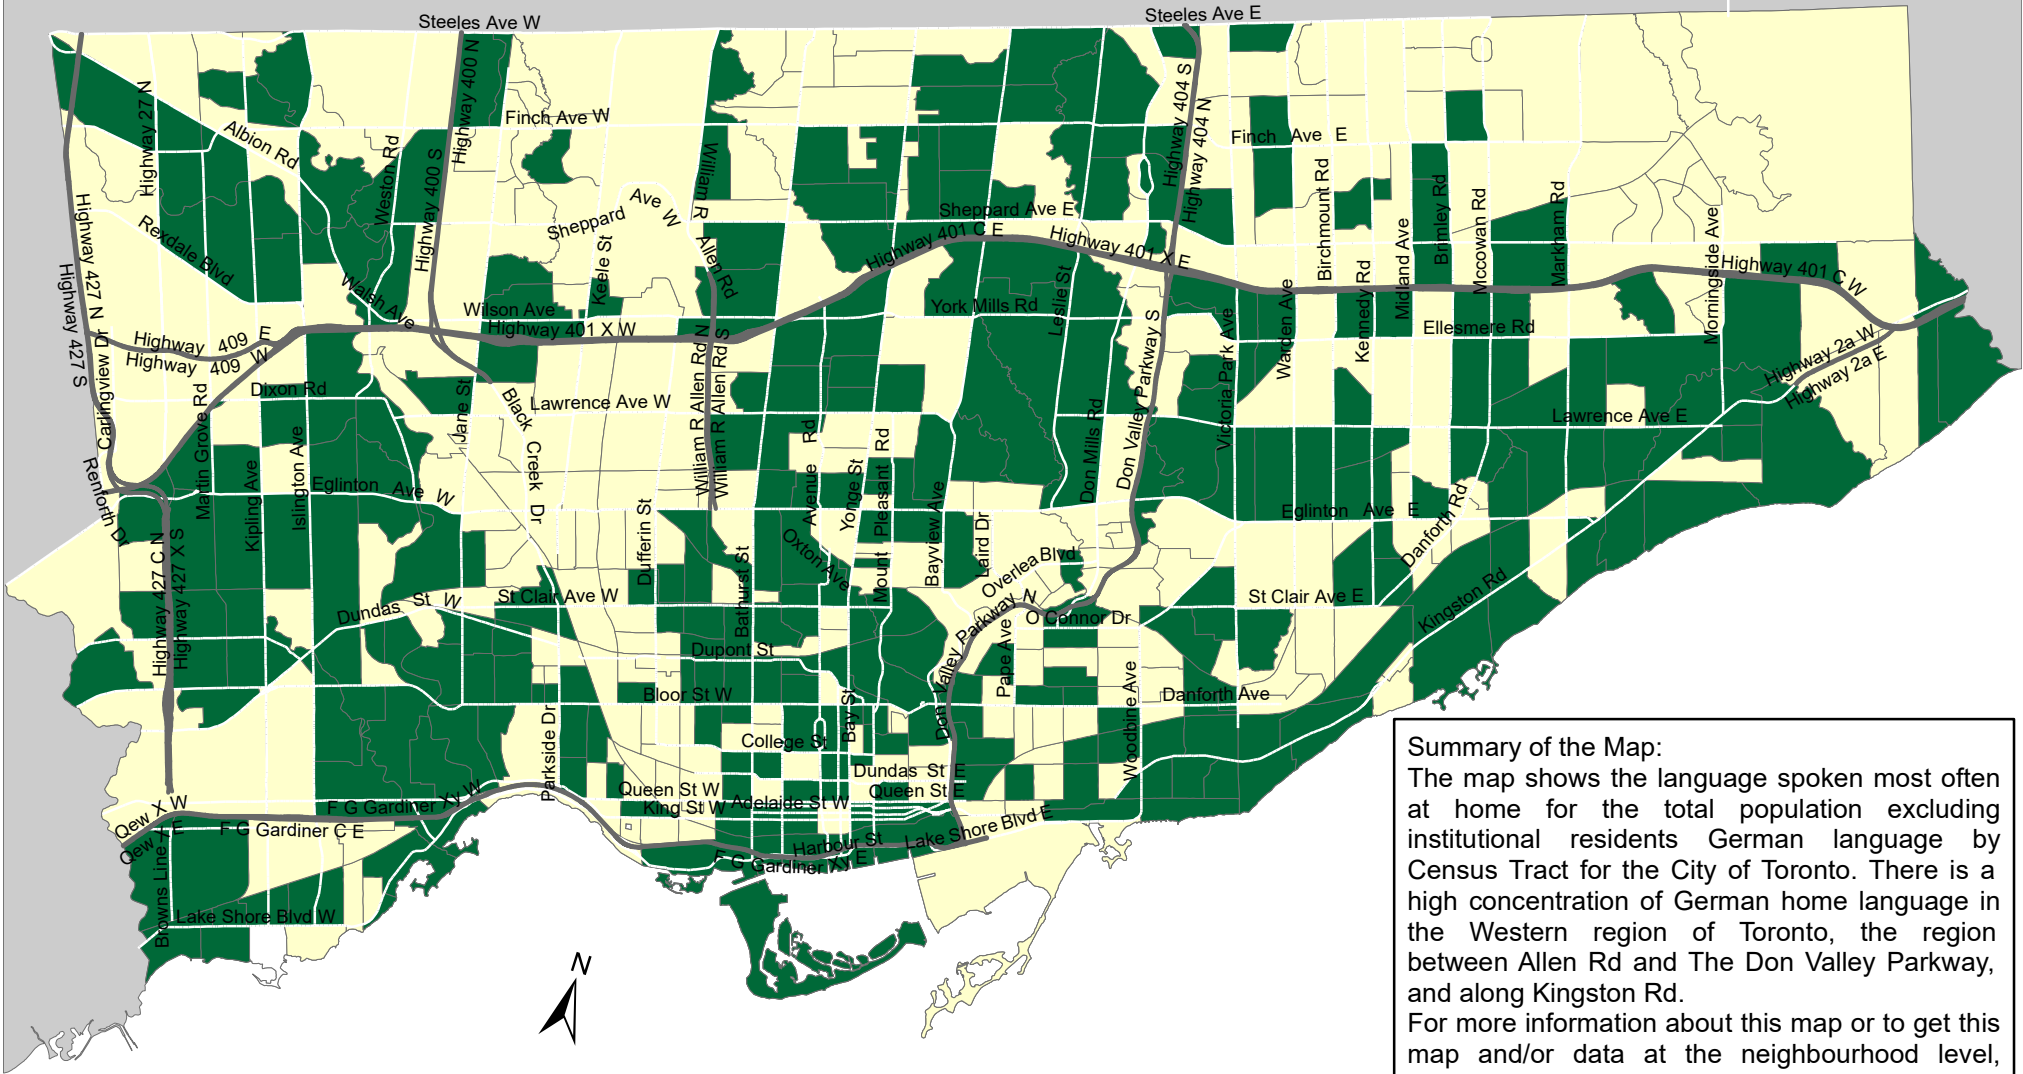 Steeles Ave W
Steeles Ave E
Highway 400 N
Highway 404 S
Highway 27 N
Finch Ave W
Highway 404 N
Finch Ave E
Albion Rd
Weston Rd
Highway 400 S
William R Allen Rd
Sheppard Ave W
Keele St
Sheppard Ave E
Birchmount Rd
Midland Ave
Brimley Rd
Mccowan Rd
Markham Rd
Morningside Ave
Highway 427 N
Highway 427 S
Rexdale Blvd
Highway 401 C E
Highway 401 X E
Highway 401 C W
Walsh Ave
Wilson Ave
Highway 401 X W
York Mills Rd
Leslie St
Warden Ave
Kennedy Rd
Ellesmere Rd
Highway 409 E
Highway 409 W
Carlingview Dr
Dixon Rd
Martin Grove Rd
Jane St
Black Creek Dr
Lawrence Ave W
William R Allen Rd N
William R Allen Rd S
Don Valley Parkway S
Victoria Park Ave
Highway 2a W
Highway 2a E
Lawrence Ave E
Renforth Dr
Kipling Ave
Islington Ave
Eglinton Ave W
Avenue Rd
Yonge St
Mount Pleasant Rd
Bayview Ave
Laird Dr
Don Mills Rd
Eglinton Ave E
Danforth Rd
Highway 427 C N
Highway 427 X S
Dufferin St
Bathurst St
Oxton Ave
Overlea Blvd
Dundas St W
St Clair Ave W
Don Valley Parkway N
O Connor Dr
St Clair Ave E
Kingston Rd
Dupont St
Pape Ave
Bloor St W
Bay St
Woodbine Ave
Danforth Ave
Parkside Dr
College St
Dundas St E
Queen St W
Queen St E
King St W
Adelaide St W
Qew X W
Qew X E
F G Gardiner Xy W
F G Gardiner C E
Harbour St
Lake Shore Blvd E
F G Gardiner Xy E
Browns Line
Lake Shore Blvd W
N
Summary of the Map:
The map shows the language spoken most often
at home for the total population excluding
institutional residents German language by
Census Tract for the City of Toronto. There is a
high concentration of German home language in
the Western region of Toronto, the region
between Allen Rd and The Don Valley Parkway,
and along Kingston Rd.
For more information about this map or to get this
map and/or data at the neighbourhood level,